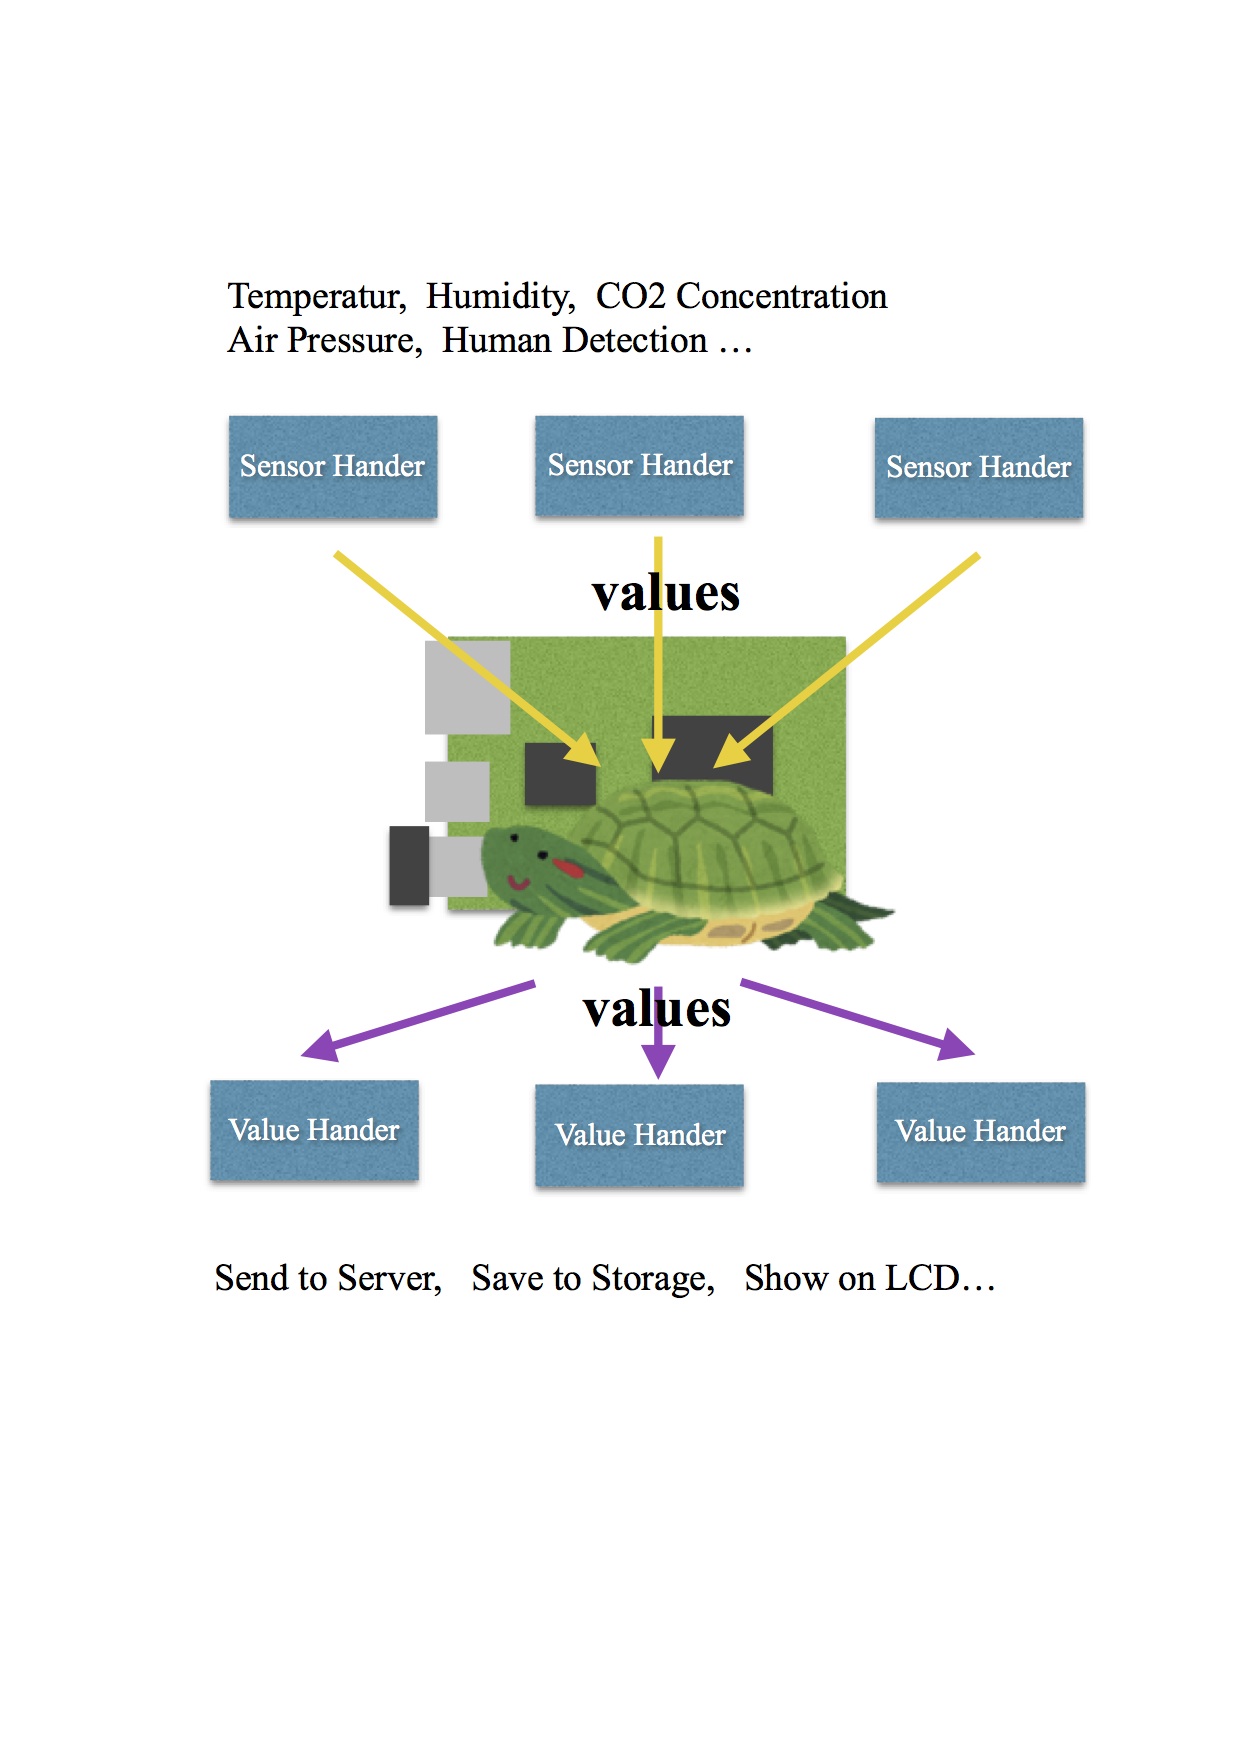 Temperatur, Humidity, CO2 Concentration
Air Pressure, Human Detection …
Sensor Hander
Sensor Hander
Sensor Hander
values
values
Value Hander
Value Hander
Value Hander
Send to Server, Save to Storage, Show on LCD…